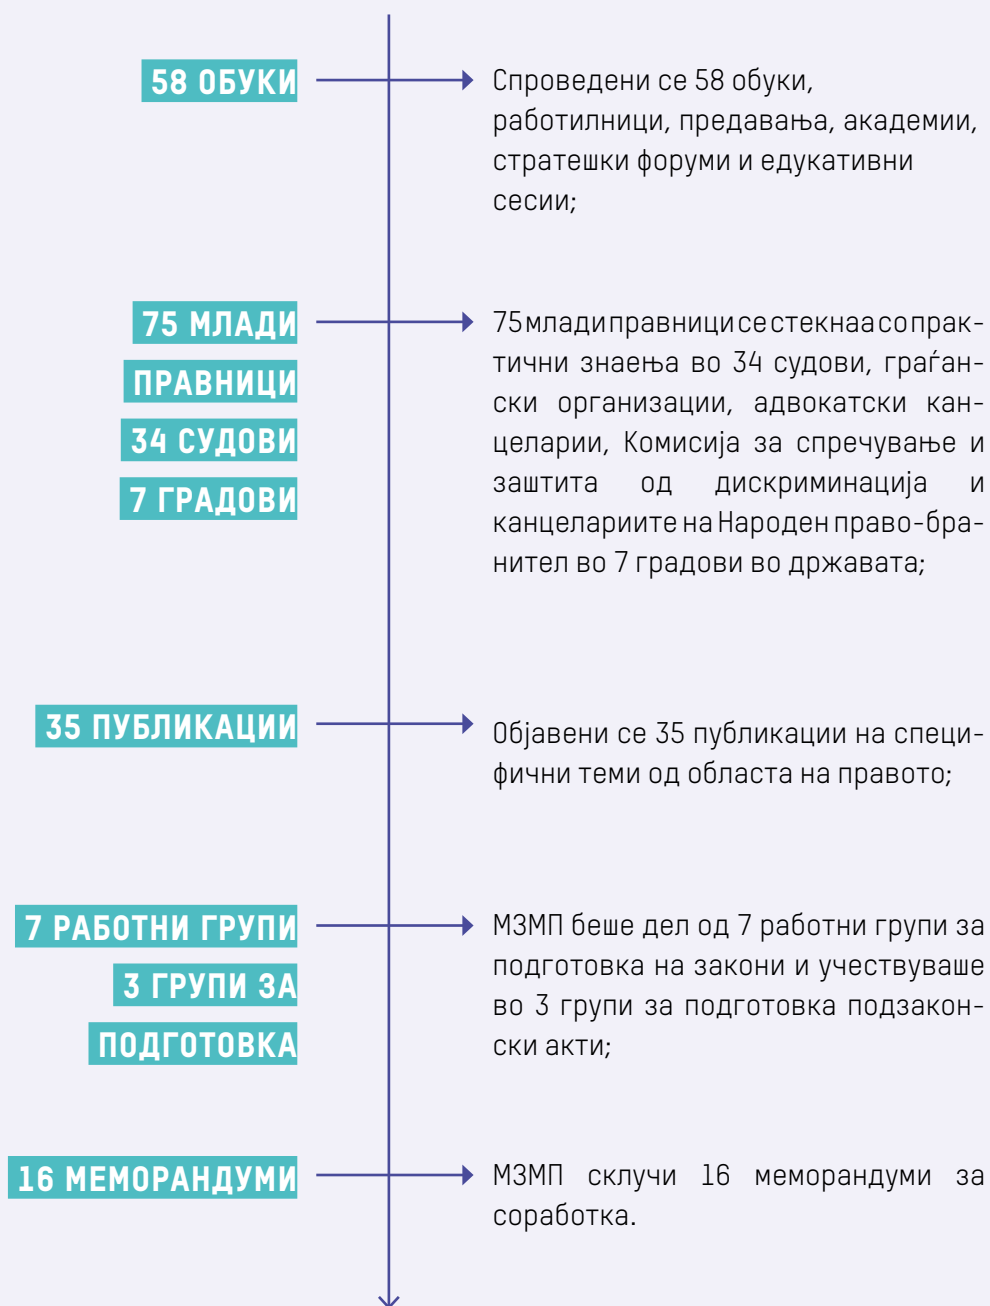 58 ОБУКИ
Спроведени се 58 обуки,
работилници, предавања, академии,
стратешки форуми и едукативни
сесии;
75 МЛАДИ
ПРАВНИЦИ
34 СУДОВИ
7 ГРАДОВИ
75 млади правници се стекнаа со прак-
тични знаења во 34 судови, граѓан-
ски организации, адвокатски кан-
целарии, Комисија за спречување и
заштита од дискриминација и
канцелариите на Народен право-бра-
нител во 7 градови во државата;
35 ПУБЛИКАЦИИ
Објавени се 35 публикации на специ-
фични теми од областа на правото;
7 РАБОТНИ ГРУПИ
3 ГРУПИ ЗА
ПОДГОТОВКА
МЗМП беше дел од 7 работни групи за
подготовка на закони и учествуваше
во 3 групи за подготовка подзакон-
ски акти;
16 МЕМОРАНДУМИ
МЗМП склучи 16 меморандуми за
соработка.